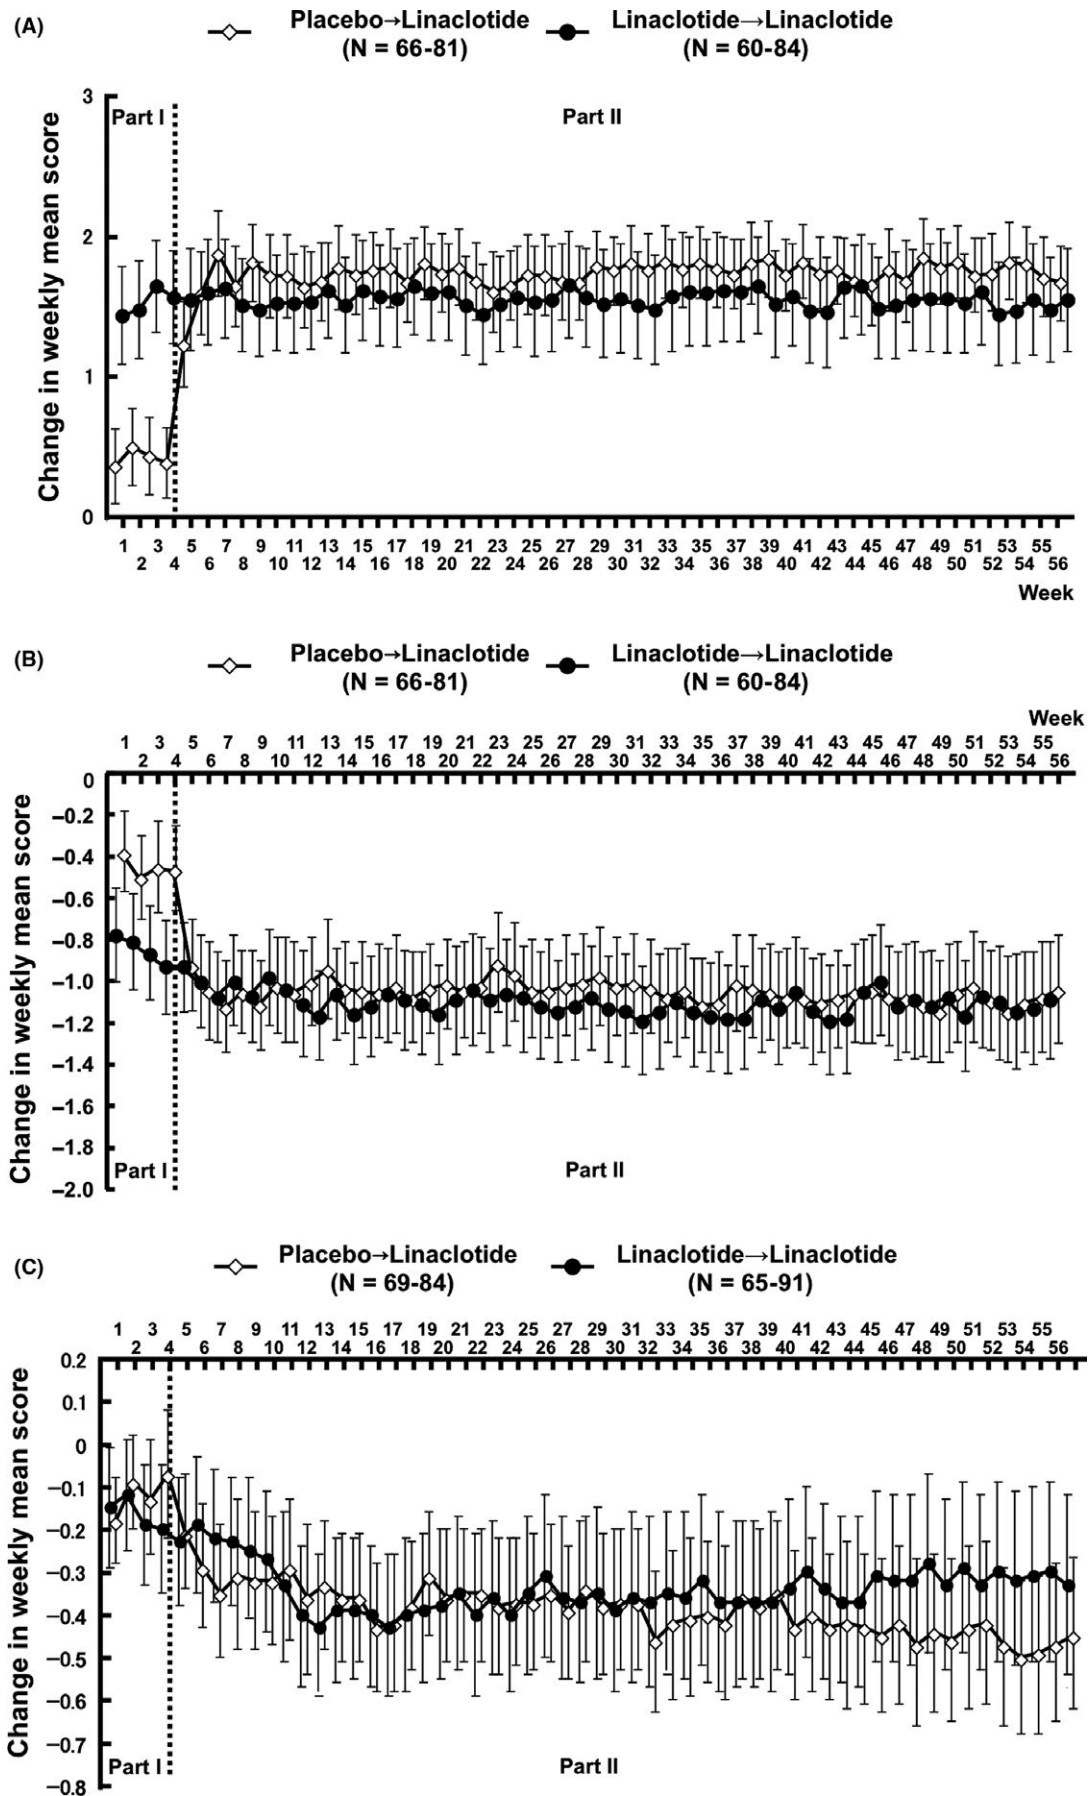 (A)
Placebo→Linaclotide
(N = 66-81)
Linaclotide→Linaclotide
(N = 60-84)
Change in weekly mean score
3
2
1
0
Part I
Part II
1 3 5 7 9 11 13 15 17 19 21 23 25 27 29 31 33 35 37 39 41 43 45 47 49 51 53 55
2 4 6 8 10 12 14 16 18 20 22 24 26 28 30 32 34 36 38 40 42 44 46 48 50 52 54 56
Week
(B)
Placebo→Linaclotide
(N = 66-81)
Linaclotide→Linaclotide
(N = 60-84)
Week
1 3 5 7 9 11 13 15 17 19 21 23 25 27 29 31 33 35 37 39 41 43 45 47 49 51 53 55
2 4 6 8 10 12 14 16 18 20 22 24 26 28 30 32 34 36 38 40 42 44 46 48 50 52 54 56
Change in weekly mean score
0
−0.2
−0.4
−0.6
−0.8
−1.0
−1.2
−1.4
−1.6
−1.8
−2.0
Part I
Part II
(C)
Placebo→Linaclotide
(N = 69-84)
Linaclotide→Linaclotide
(N = 65-91)
1 3 5 7 9 11 13 15 17 19 21 23 25 27 29 31 33 35 37 39 41 43 45 47 49 51 53 55
2 4 6 8 10 12 14 16 18 20 22 24 26 28 30 32 34 36 38 40 42 44 46 48 50 52 54 56
Change in weekly mean score
0.2
0.1
0
−0.1
−0.2
−0.3
−0.4
−0.5
−0.6
−0.7
−0.8
Part I
Part II